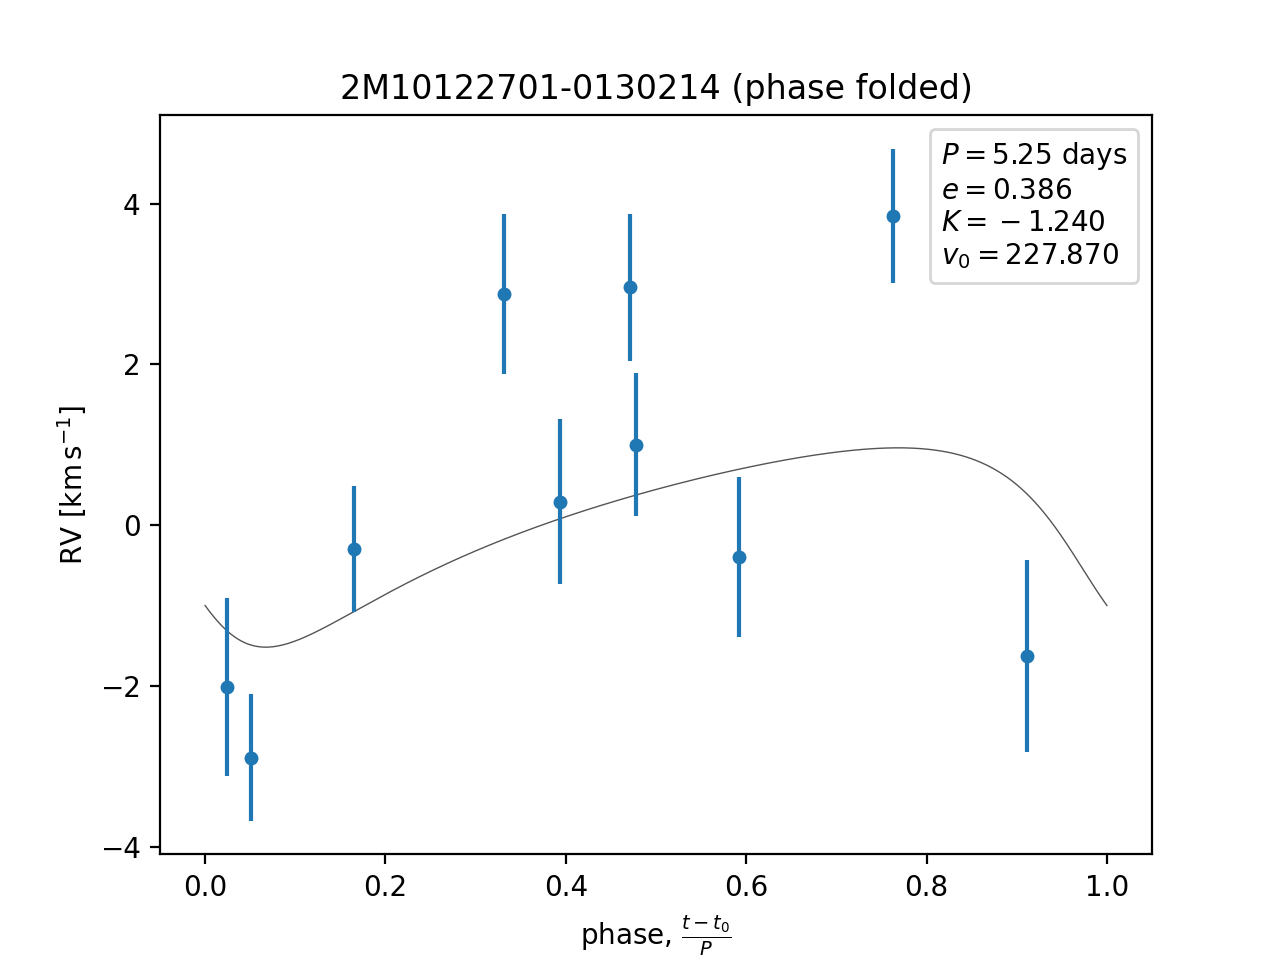 2M10122701-0130214 (phase folded)
P = 5.25 days
e = 0.386
K = −1.240
v₀ = 227.870
RV [km s⁻¹]
4
2
0
−2
−4
0.0 0.2 0.4 0.6 0.8 1.0
phase, (t − t₀)/P